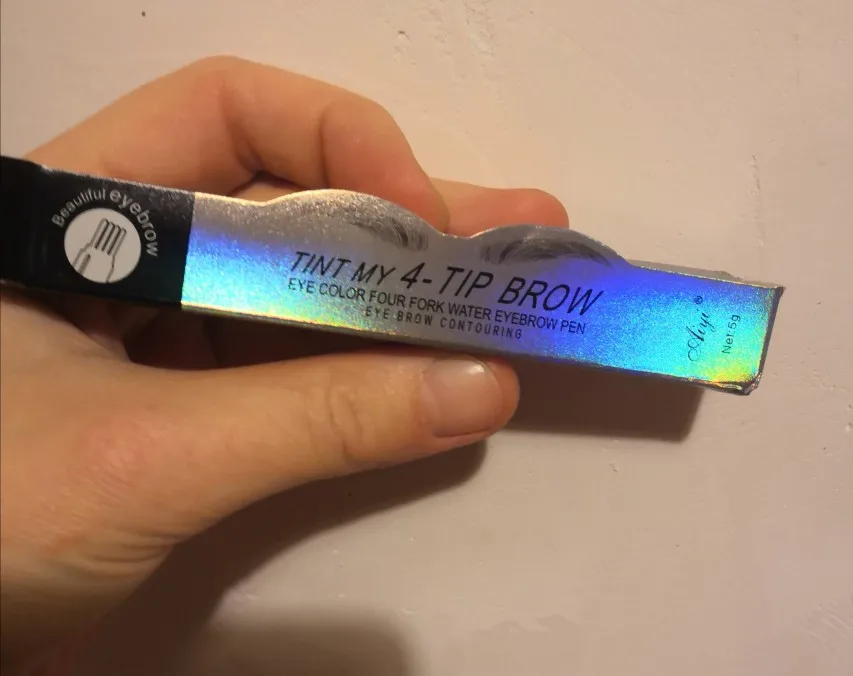 Beautiful eyebrow
TINT MY 4-TIP BROW
EYE COLOR FOUR FORK WATER EYEBROW PEN
EYE BROW CONTOURING
®
Net:5g